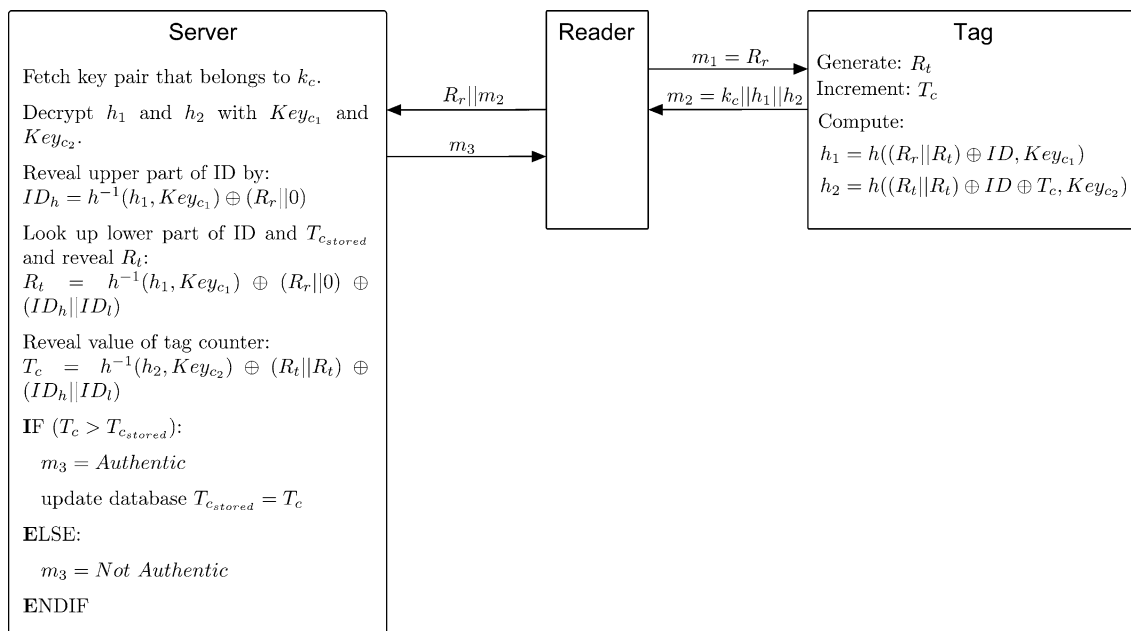 Server
Fetch key pair that belongs to k_c.
Decrypt h_1 and h_2 with Key_{c_1} and
Key_{c_2}.
Reveal upper part of ID by:
ID_h = h^{-1}(h_1, Key_{c_1}) ⊕ (R_r||0)
Look up lower part of ID and T_{c_{stored}}
and reveal R_t:
R_t = h^{-1}(h_1, Key_{c_1}) ⊕ (R_r||0) ⊕
(ID_h||ID_l)
Reveal value of tag counter:
T_c = h^{-1}(h_2, Key_{c_2}) ⊕ (R_t||R_t) ⊕
(ID_h||ID_l)
IF (T_c > T_{c_{stored}}):
m_3 = Authentic
update database T_{c_{stored}} = T_c
ELSE:
m_3 = Not Authentic
ENDIF
R_r||m_2
m_3
Reader
m_1 = R_r
m_2 = k_c||h_1||h_2
Tag
Generate: R_t
Increment: T_c
Compute:
h_1 = h((R_r||R_t) ⊕ ID, Key_{c_1})
h_2 = h((R_t||R_t) ⊕ ID ⊕ T_c, Key_{c_2})